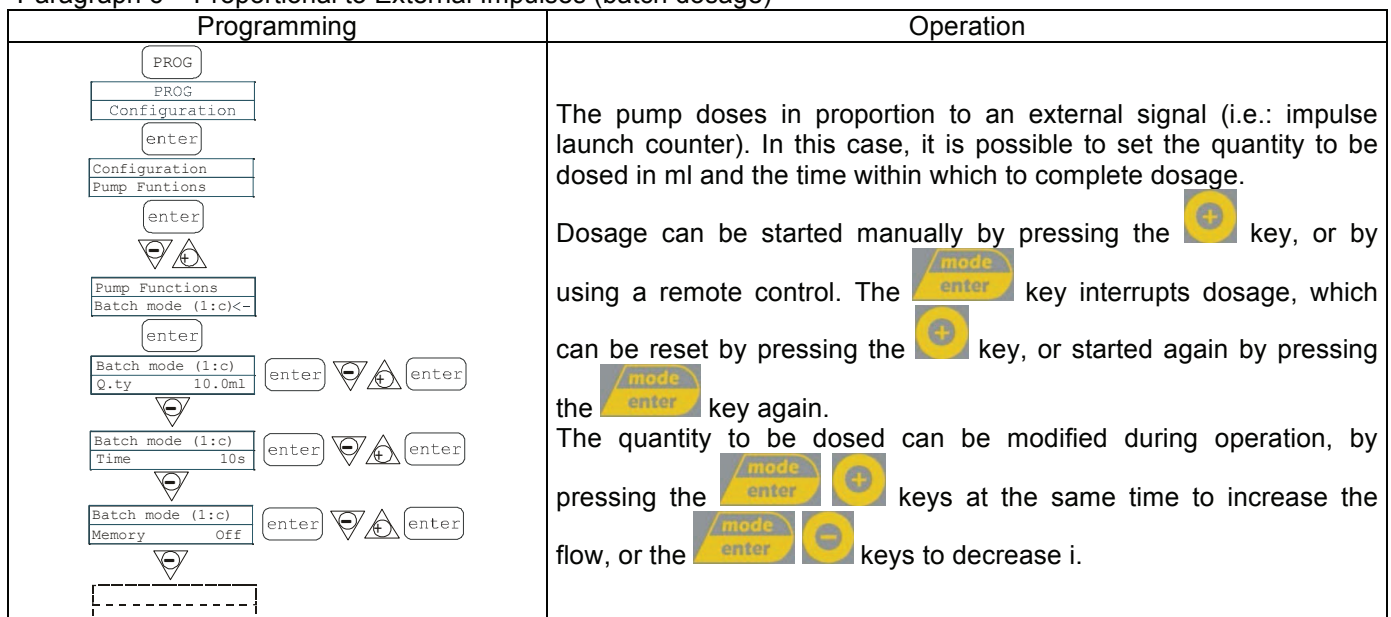 Paragraph 6 – Proportional to External Impulses (batch dosage)
Programming
Operation
PROG
PROG
Configuration
enter
Configuration
Pump Funtions
enter
- +
Pump Functions
Batch mode (1:c)<-
enter
Batch mode (1:c)
Q.ty 10.0ml
enter - + enter
-
Batch mode (1:c)
Time 10s
enter - + enter
-
Batch mode (1:c)
Memory Off
enter - + enter
-
The pump doses in proportion to an external signal (i.e.: impulse
launch counter). In this case, it is possible to set the quantity to be
dosed in ml and the time within which to complete dosage.
Dosage can be started manually by pressing the + key, or by
using a remote control. The mode enter key interrupts dosage, which
can be reset by pressing the + key, or started again by pressing
the mode enter key again.
The quantity to be dosed can be modified during operation, by
pressing the mode enter + keys at the same time to increase the
flow, or the mode enter - keys to decrease i.